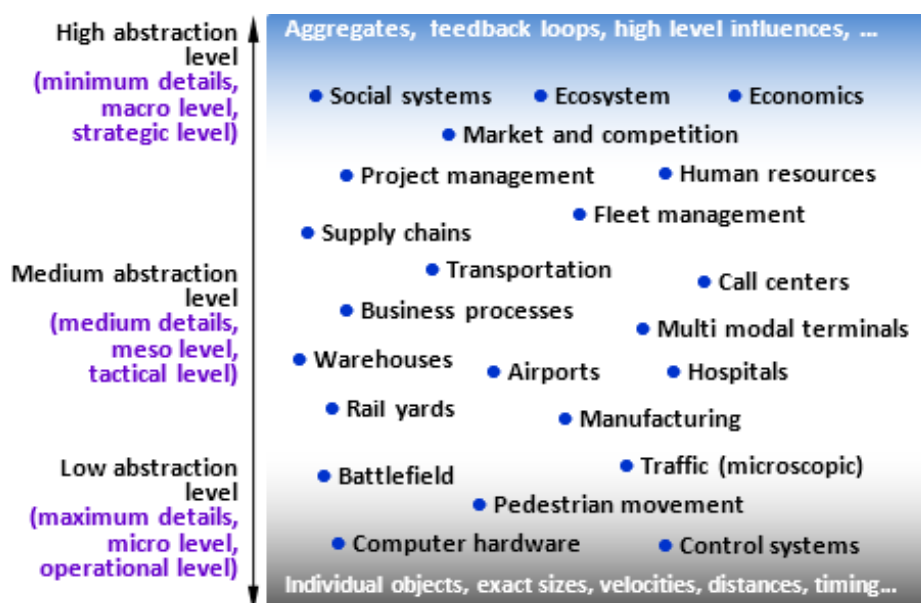 High abstraction
level
(minimum details,
macro level,
strategic level)
Medium abstraction
level
(medium details,
meso level,
tactical level)
Low abstraction
level
(maximum details,
micro level,
operational level)
Aggregates, feedback loops, high level influences, ...
Social systems
Ecosystem
Economics
Market and competition
Project management
Human resources
Fleet management
Supply chains
Transportation
Call centers
Business processes
Multi modal terminals
Warehouses
Airports
Hospitals
Rail yards
Manufacturing
Battlefield
Traffic (microscopic)
Pedestrian movement
Computer hardware
Control systems
Individual objects, exact sizes, velocities, distances, timing...